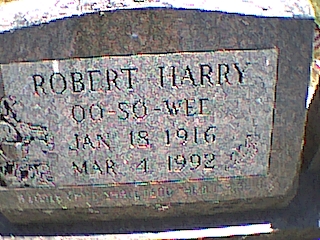 ROBERT HARRY
OO-SO-WEE
JAN 18 1916
MAR 4 1992